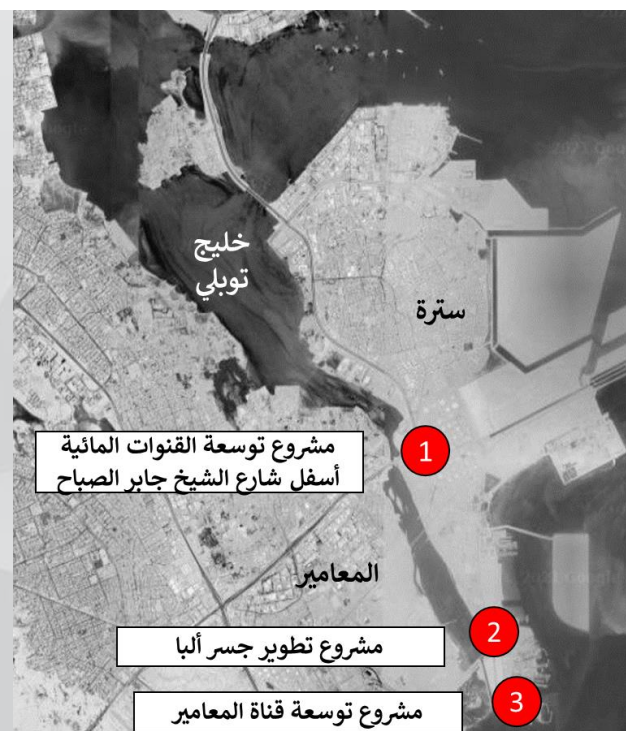 خليج
توبلي
سترة
مشروع توسعة القنوات المائية
أسفل شارع الشيخ جابر الصباح
1
المعامير
مشروع تطوير جسر ألبا
2
مشروع توسعة قناة المعامير
3